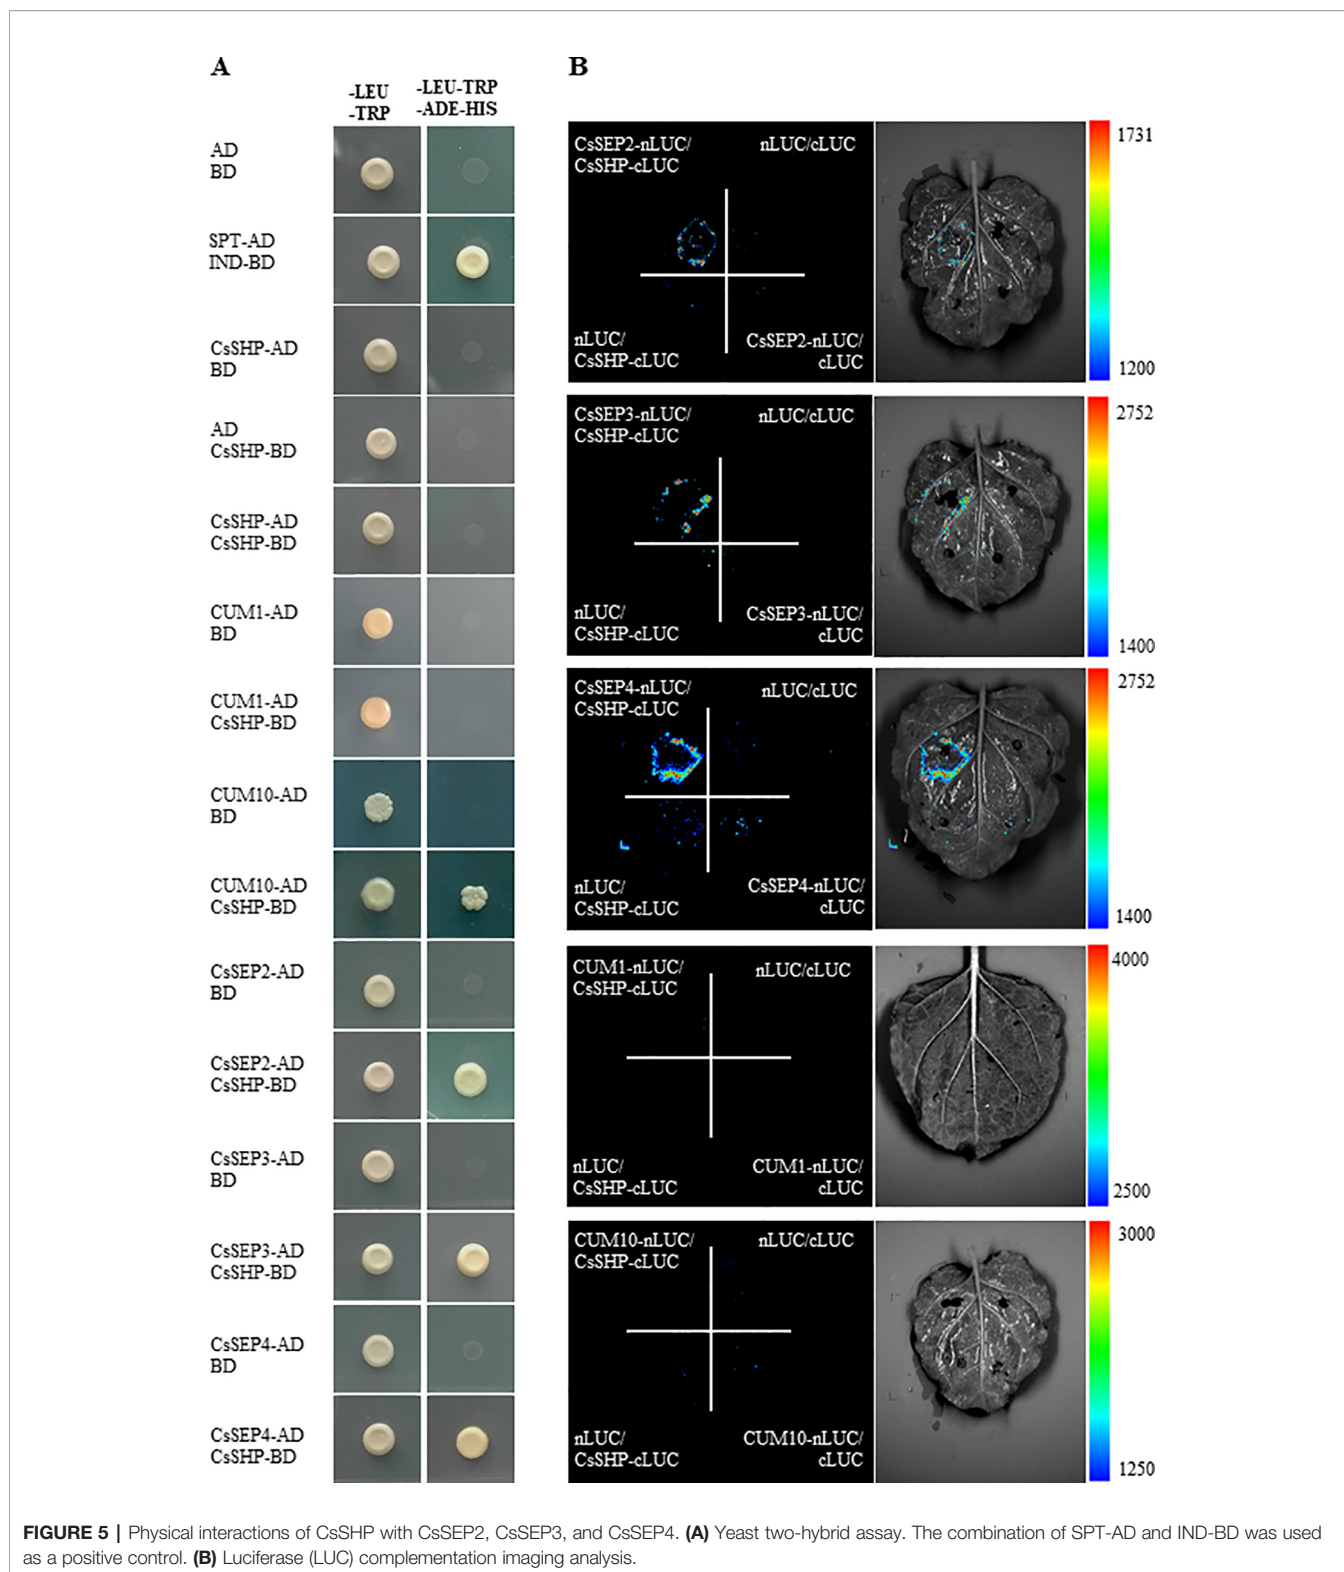 A
-LEU
-TRP
-LEU-TRP
-ADE-HIS
AD
BD
SPT-AD
IND-BD
CsSHP-AD
BD
AD
CsSHP-BD
CsSHP-AD
CsSHP-BD
CUM1-AD
BD
CUM1-AD
CsSHP-BD
CUM10-AD
BD
CUM10-AD
CsSHP-BD
CsSEP2-AD
BD
CsSEP2-AD
CsSHP-BD
CsSEP3-AD
BD
CsSEP3-AD
CsSHP-BD
CsSEP4-AD
BD
CsSEP4-AD
CsSHP-BD
B
CsSEP2-nLUC/
CsSHP-cLUC
nLUC/cLUC
nLUC/
CsSHP-cLUC
CsSEP2-nLUC/
cLUC
1731
1200
CsSEP3-nLUC/
CsSHP-cLUC
nLUC/cLUC
nLUC/
CsSHP-cLUC
CsSEP3-nLUC/
cLUC
2752
1400
CsSEP4-nLUC/
CsSHP-cLUC
nLUC/cLUC
nLUC/
CsSHP-cLUC
CsSEP4-nLUC/
cLUC
2752
1400
CUM1-nLUC/
CsSHP-cLUC
nLUC/cLUC
nLUC/
CsSHP-cLUC
CUM1-nLUC/
cLUC
4000
2500
CUM10-nLUC/
CsSHP-cLUC
nLUC/cLUC
nLUC/
CsSHP-cLUC
CUM10-nLUC/
cLUC
3000
1250
FIGURE 5 | Physical interactions of CsSHP with CsSEP2, CsSEP3, and CsSEP4. (A) Yeast two-hybrid assay. The combination of SPT-AD and IND-BD was used
as a positive control. (B) Luciferase (LUC) complementation imaging analysis.